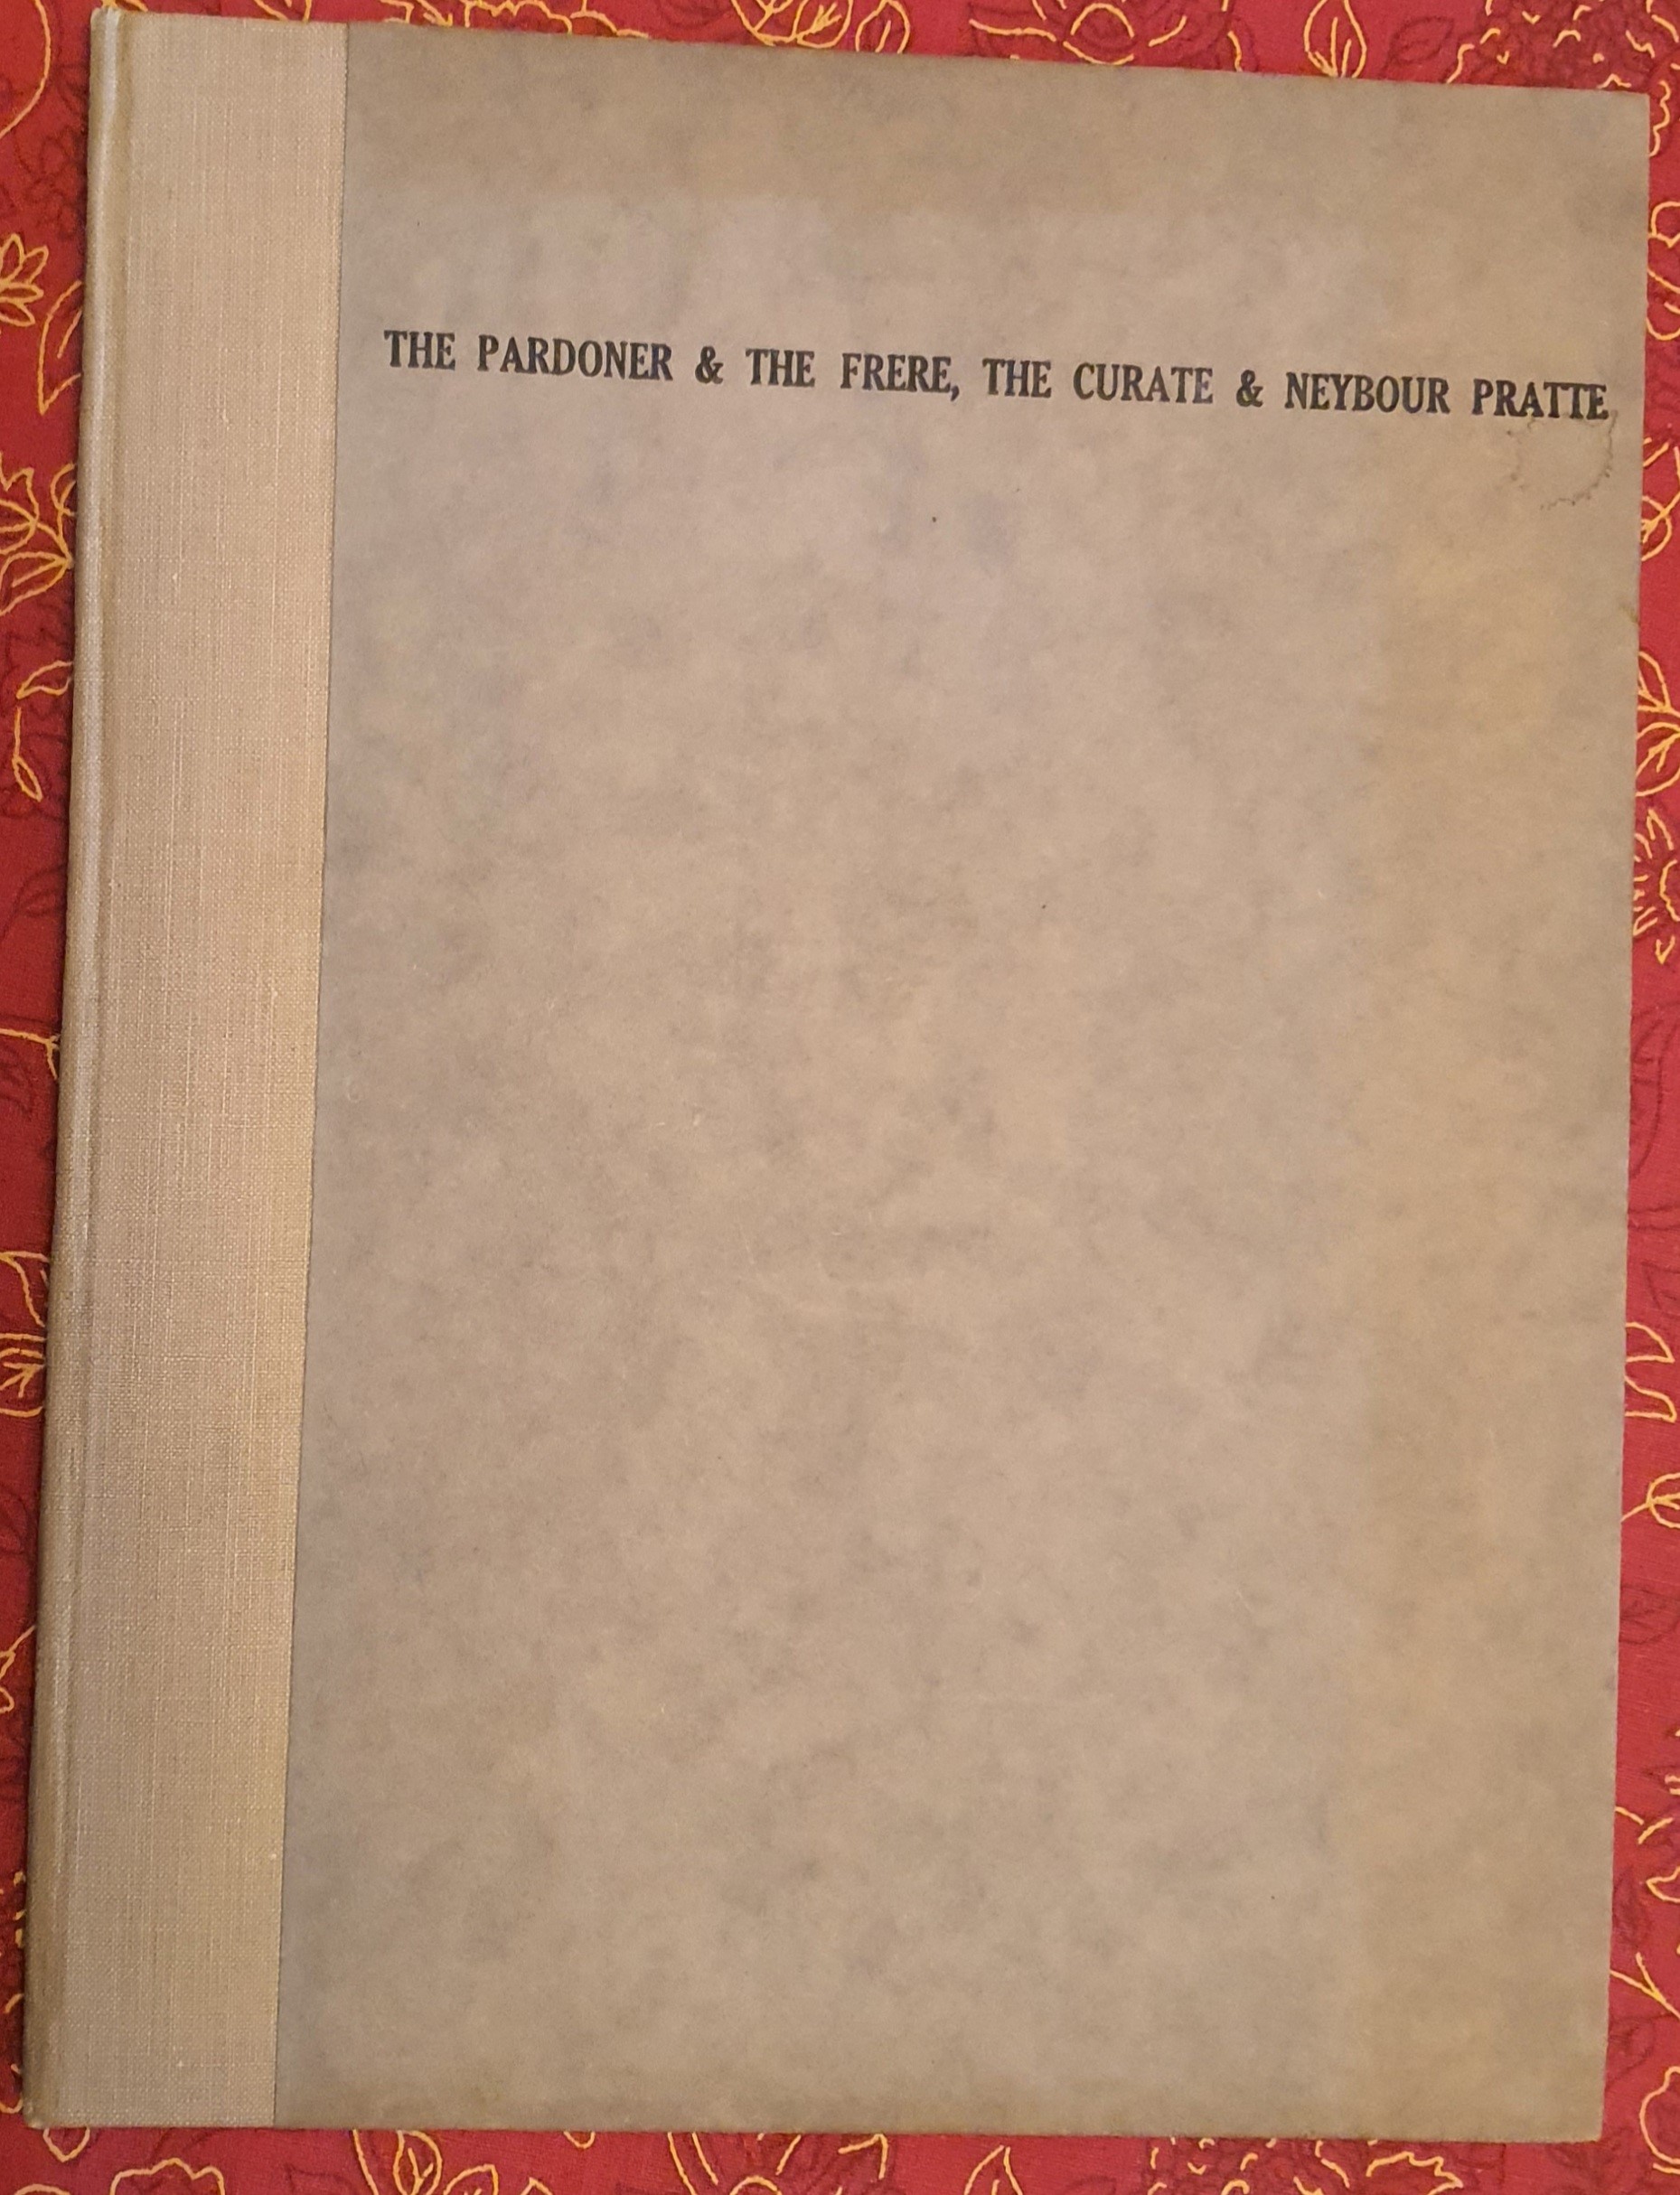 THE PARDONER & THE FRERE, THE CURATE & NEYBOUR PRATTE